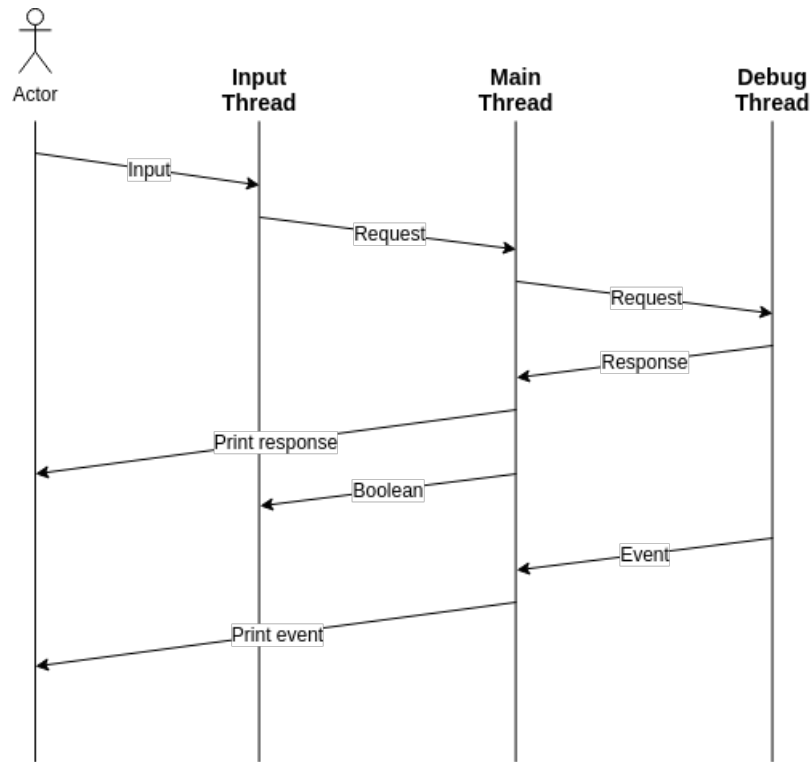 Actor
Input
Thread
Main
Thread
Debug
Thread
Input
Request
Request
Response
Print response
Boolean
Event
Print event